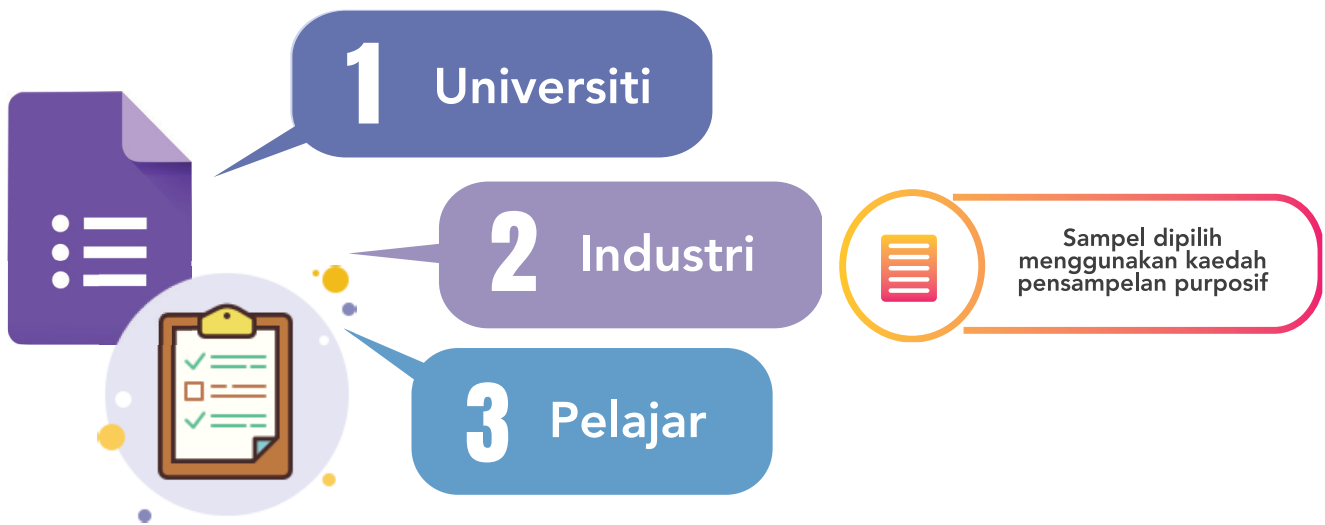 1 Universiti
2 Industri
3 Pelajar
Sampel dipilih
menggunakan kaedah
pensampelan purposif